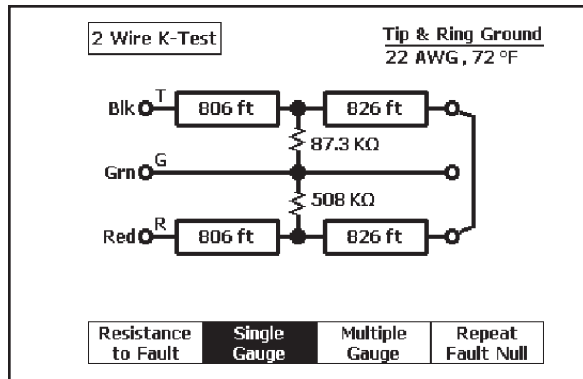 2 Wire K-Test
Tip & Ring Ground
22 AWG, 72 ºF
Blk T 806 ft 826 ft
87.3 KΩ
Grn G
508 KΩ
Red R 806 ft 826 ft
Resistance to Fault
Single Gauge
Multiple Gauge
Repeat Fault Null